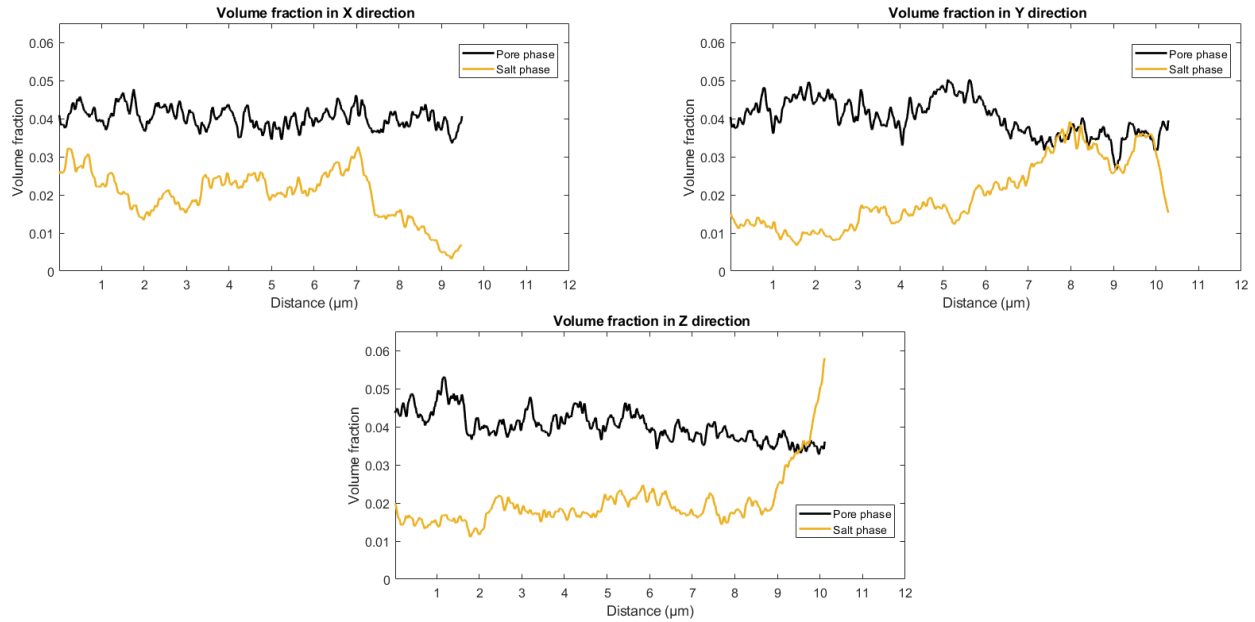 Volume fraction in X direction
Volume fraction
0.06
0.05
0.04
0.03
0.02
0.01
0
Pore phase
Salt phase
1 2 3 4 5 6 7 8 9 10 11 12
Distance (µm)
Volume fraction in Y direction
Volume fraction
0.06
0.05
0.04
0.03
0.02
0.01
0
Pore phase
Salt phase
1 2 3 4 5 6 7 8 9 10 11 12
Distance (µm)
Volume fraction in Z direction
Volume fraction
0.06
0.05
0.04
0.03
0.02
0.01
0
Pore phase
Salt phase
1 2 3 4 5 6 7 8 9 10 11 12
Distance (µm)